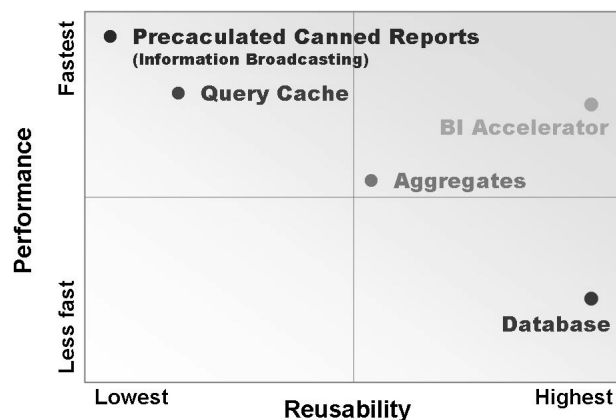 Fastest
Precaculated Canned Reports
(Information Broadcasting)
Query Cache
BI Accelerator
Aggregates
Performance
Less fast
Database
Lowest
Highest
Reusability